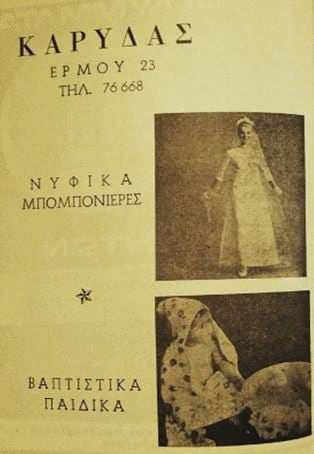 ΚΑΡΥΔΑΣ
ΕΡΜΟΥ 23
ΤΗΛ. 76 668
ΝΥΦΙΚΑ
ΜΠΟΜΠΟΝΙΕΡΕΣ
ΒΑΠΤΙΣΤΙΚΑ
ΠΑΙΔΙΚΑ